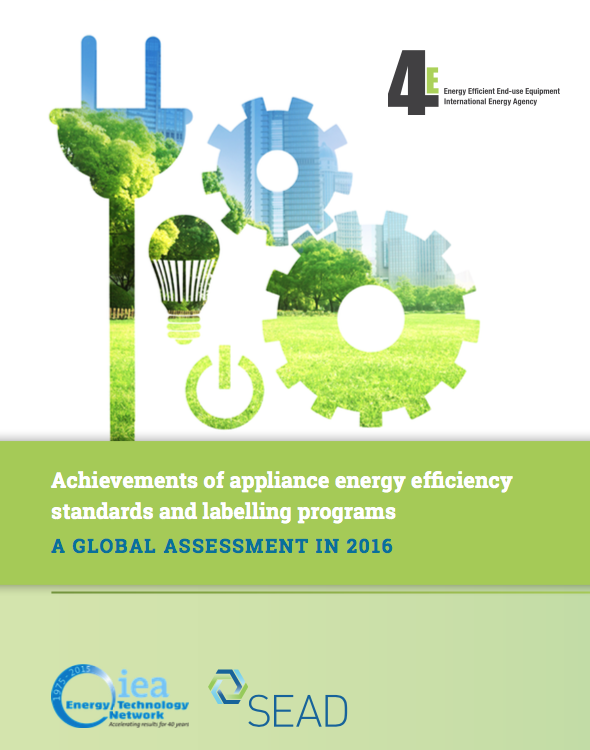 4E
Energy Efficient End-use Equipment
International Energy Agency
Achievements of appliance energy efficiency
standards and labelling programs
A GLOBAL ASSESSMENT IN 2016
1975 - 2015
iea
Energy Technology
Network
Accelerating results for 40 years
SEAD